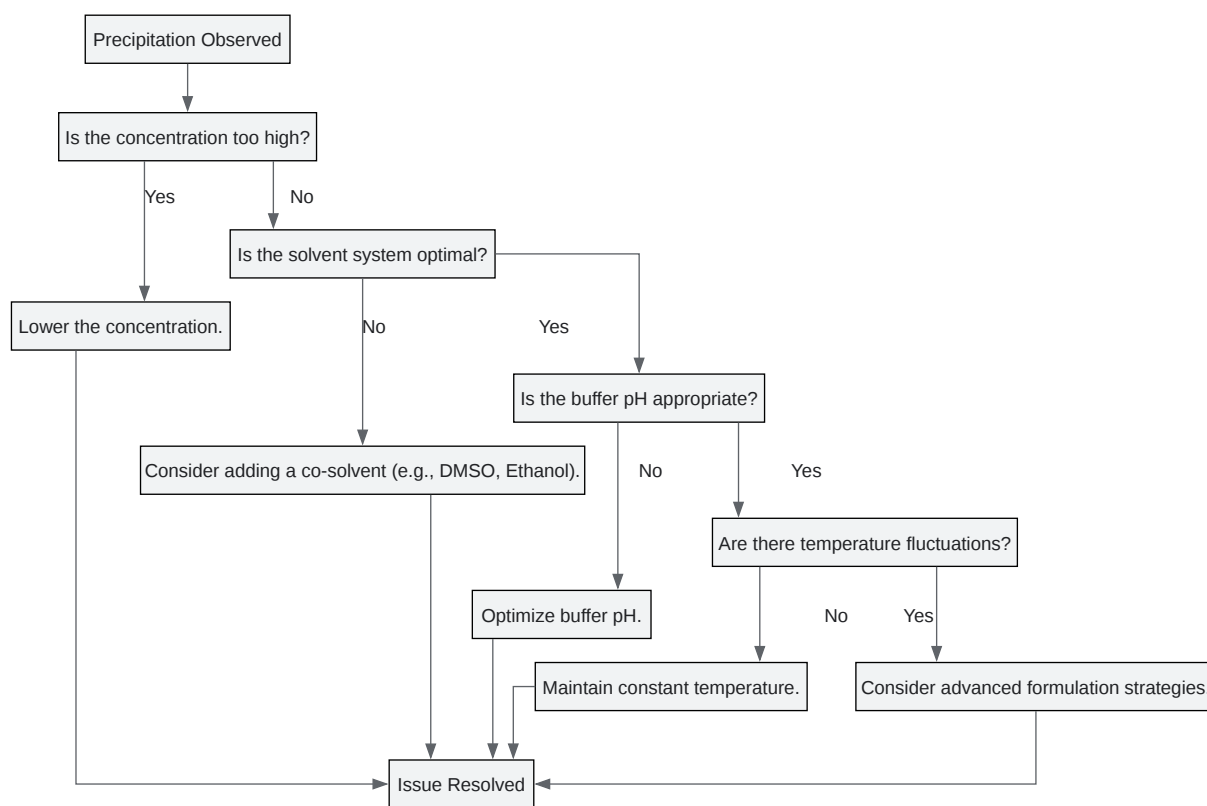 Precipitation Observed
Is the concentration too high?
Yes
No
Is the solvent system optimal?
Lower the concentration.
No
Yes
Is the buffer pH appropriate?
Consider adding a co-solvent (e.g., DMSO, Ethanol).
No
Yes
Are there temperature fluctuations?
Optimize buffer pH.
No
Yes
Maintain constant temperature.
Consider advanced formulation strategies.
Issue Resolved